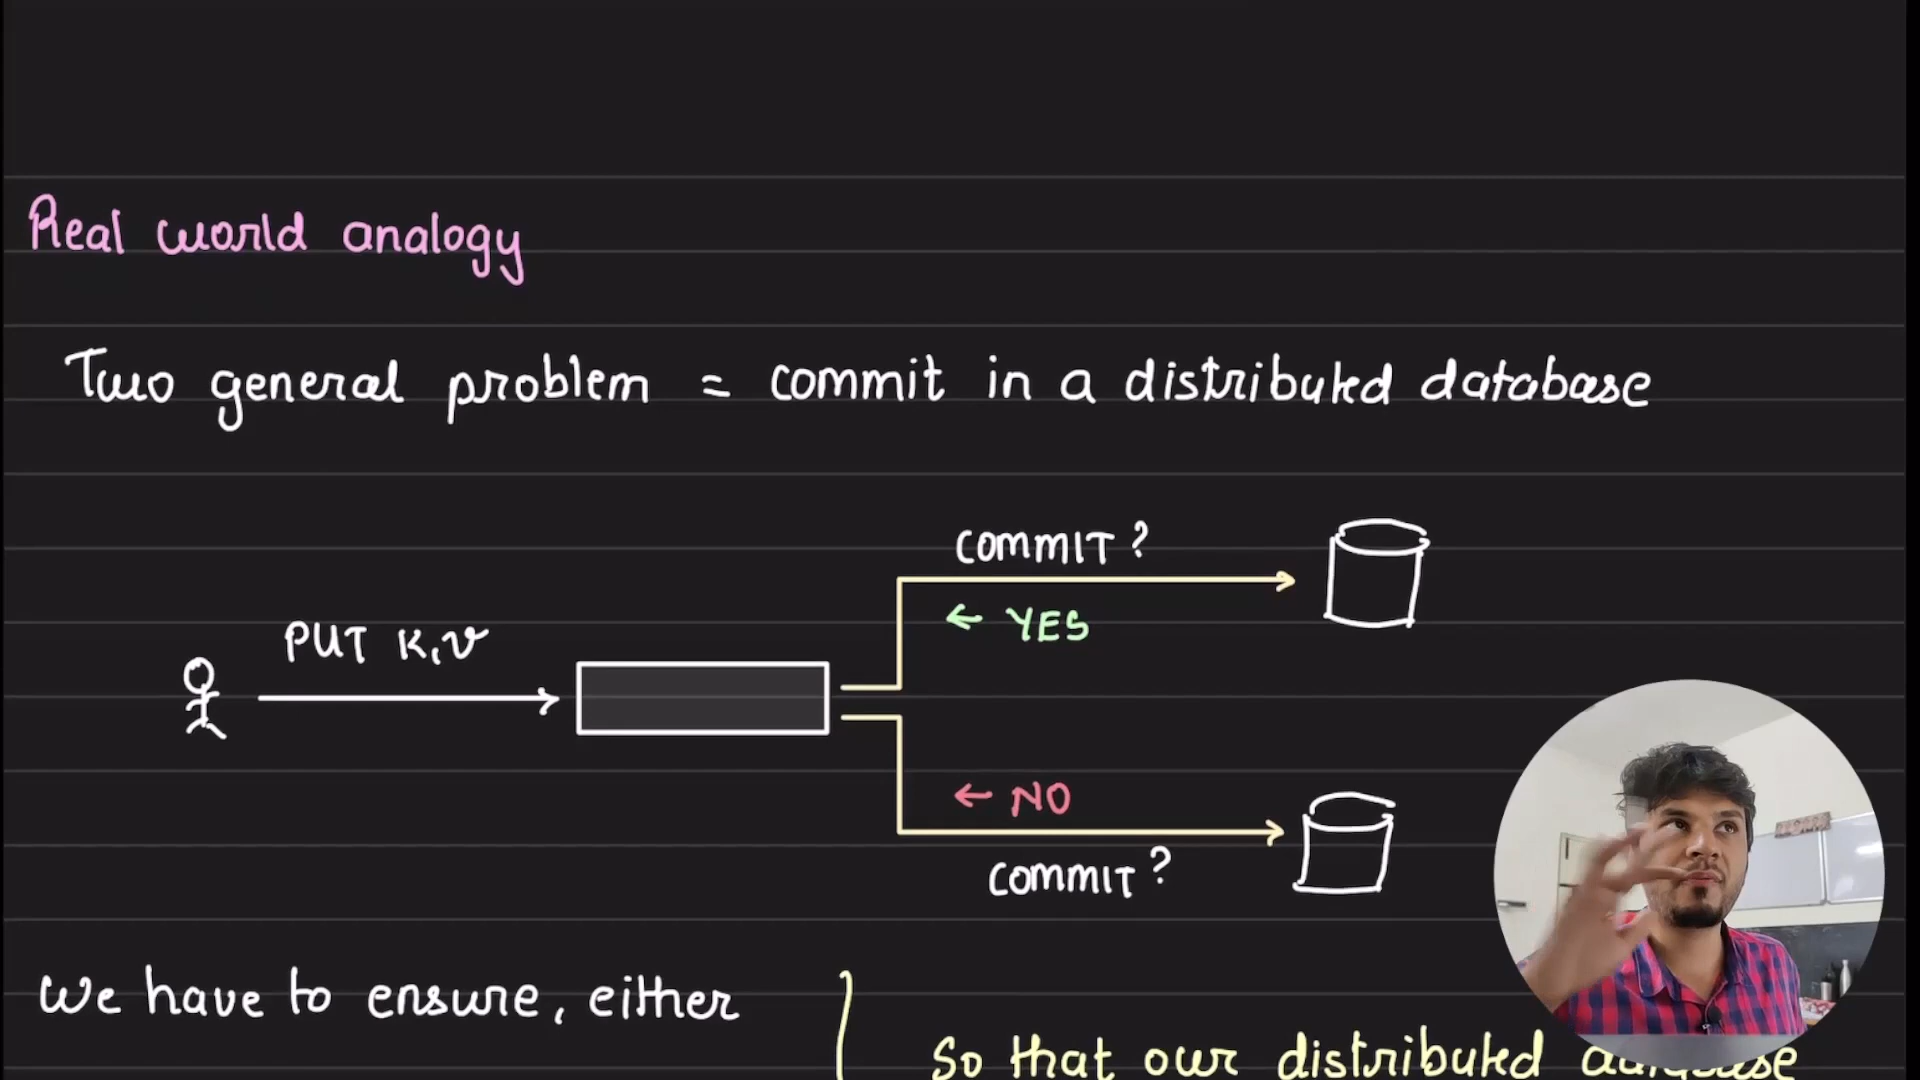 Real world analogy
Two general problem = commit in a distributed database
COMMIT ?
← YES
PUT K,V
← NO
COMMIT ?
We have to ensure, either
So that our distributed database